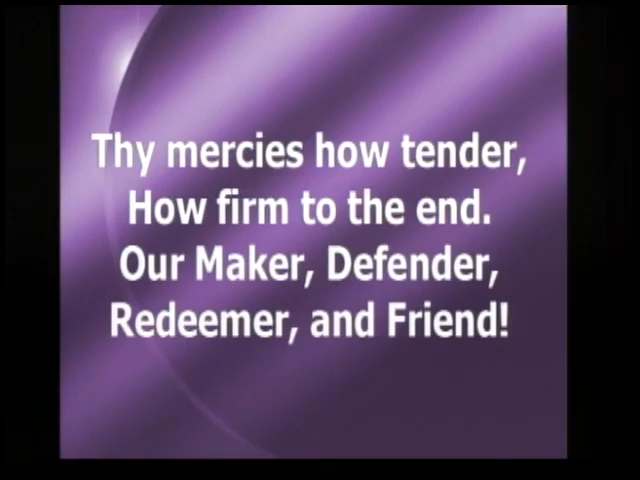 Thy mercies how tender,
How firm to the end.
Our Maker, Defender,
Redeemer, and Friend!